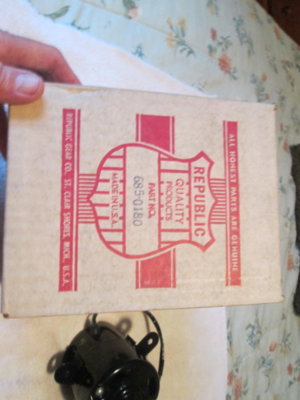 ALL HONEST PARTS ARE GENUINE
REPUBLIC
QUALITY
PRODUCTS
PART NO.
685-0180
MADE IN U.S.A.
REPUBLIC GEAR CO., ST. CLAIR SHORES, MICH., U.S.A.